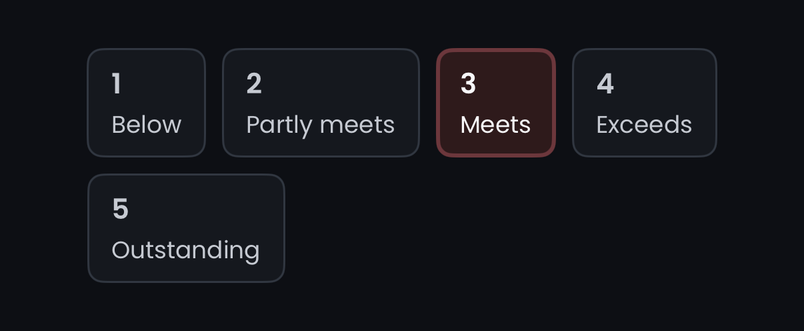 1
Below
2
Partly meets
3
Meets
4
Exceeds
5
Outstanding